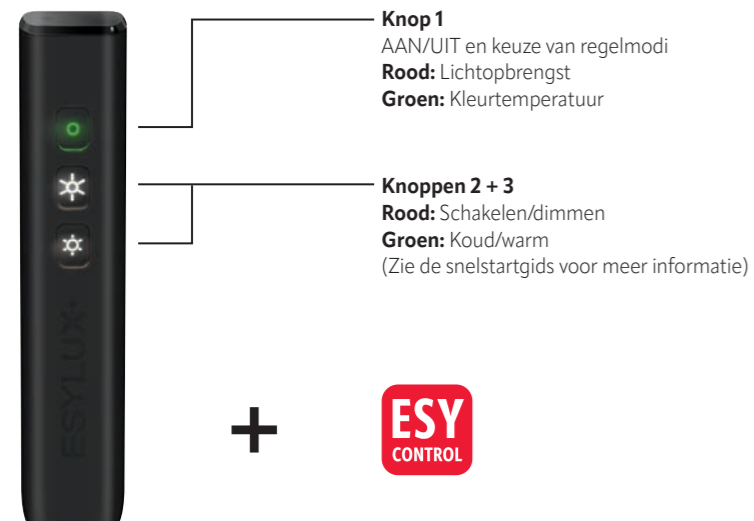 Knop 1
AAN/UIT en keuze van regelmodi
Rood: Lichtopbrengst
Groen: Kleurtemperatuur
Knoppen 2 + 3
Rood: Schakelen/dimmen
Groen: Koud/warm
(Zie de snelstartgids voor meer informatie)
ESYLUX+
+
ESY
CONTROL